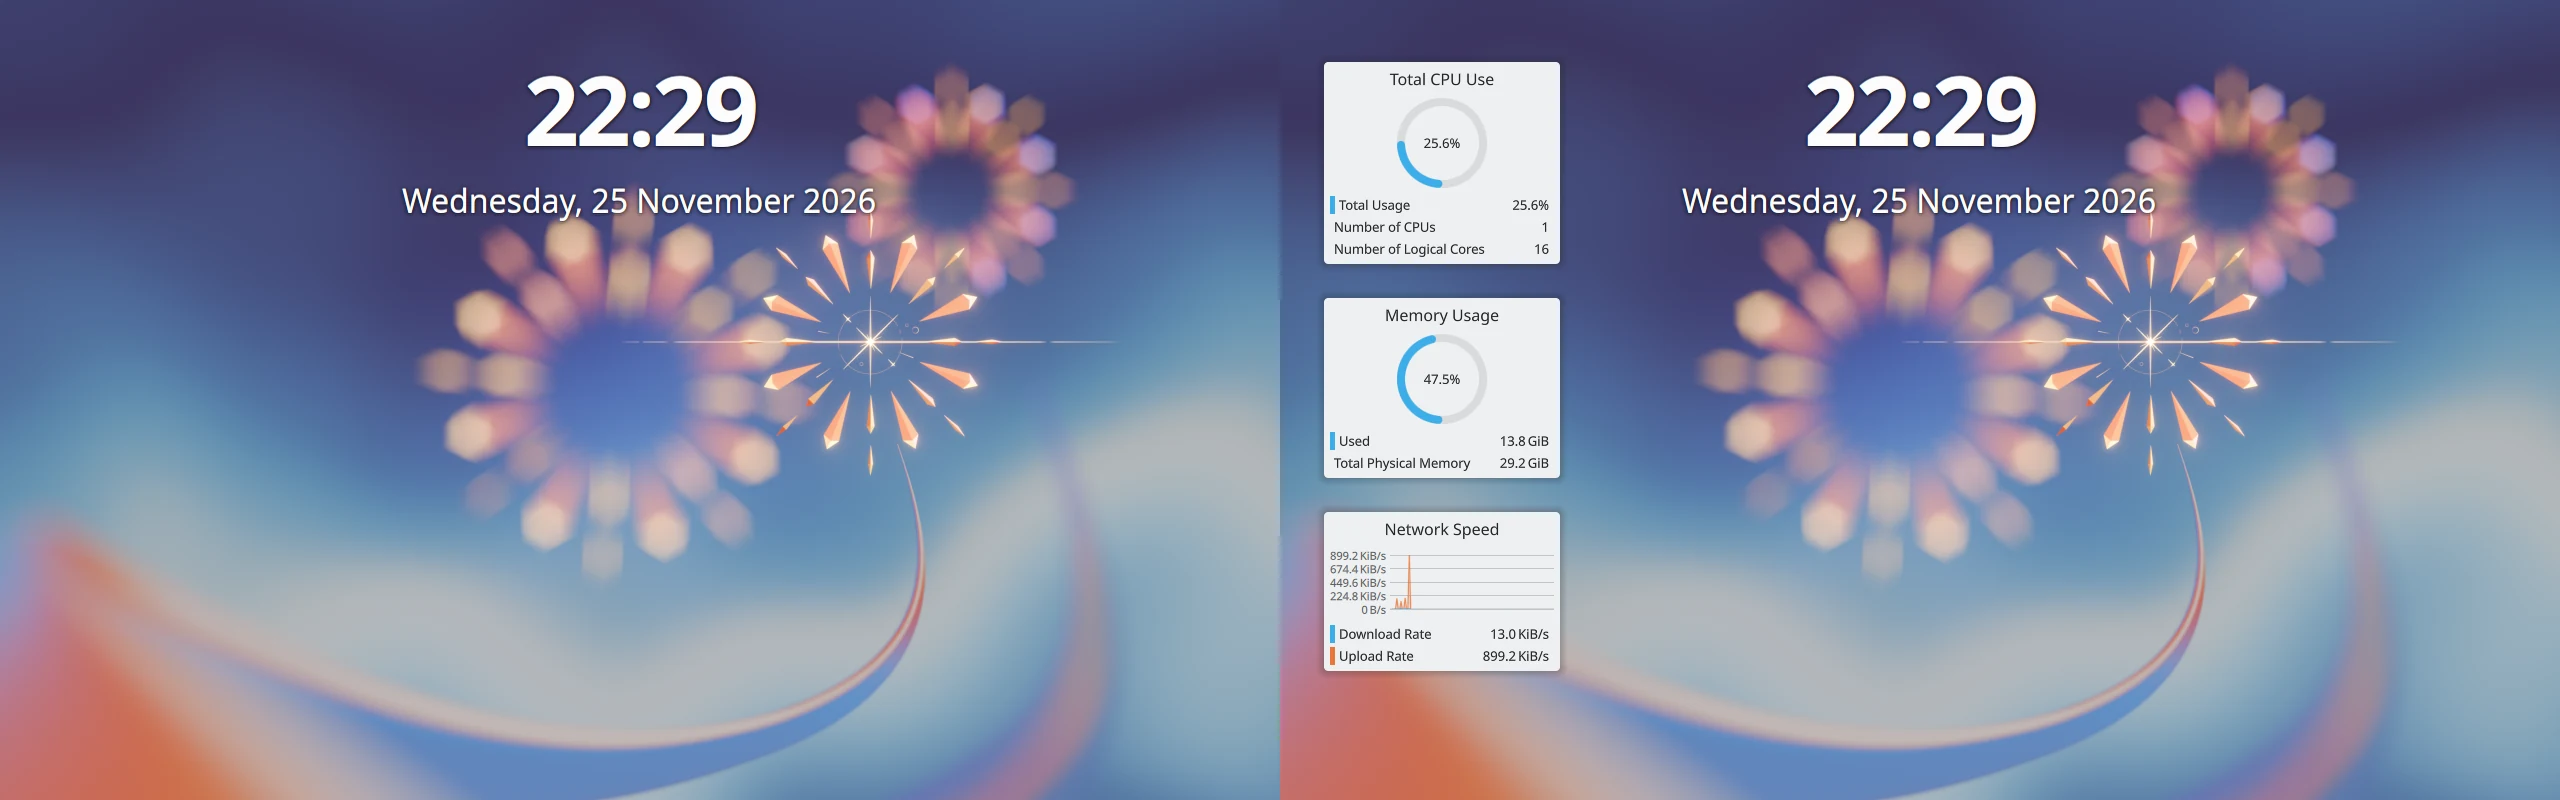 22:29
Wednesday, 25 November 2026
Total CPU Use
25.6%
Total Usage 25.6%
Number of CPUs 1
Number of Logical Cores 16
Memory Usage
47.5%
Used 13.8 GiB
Total Physical Memory 29.2 GiB
Network Speed
899.2 KiB/s
674.4 KiB/s
449.6 KiB/s
224.8 KiB/s
0 B/s
Download Rate 13.0 KiB/s
Upload Rate 899.2 KiB/s
22:29
Wednesday, 25 November 2026